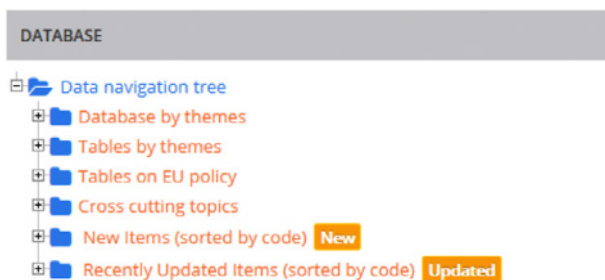 DATABASE
Data navigation tree
Database by themes
Tables by themes
Tables on EU policy
Cross cutting topics
New Items (sorted by code) New
Recently Updated Items (sorted by code) Updated